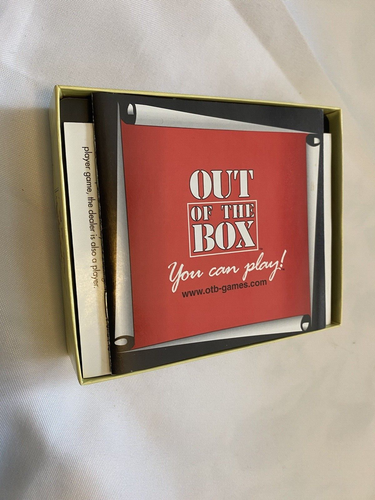 OUT
OF THE
BOX
You can play!
www.otb-games.com
player game, the dealer is also a player.